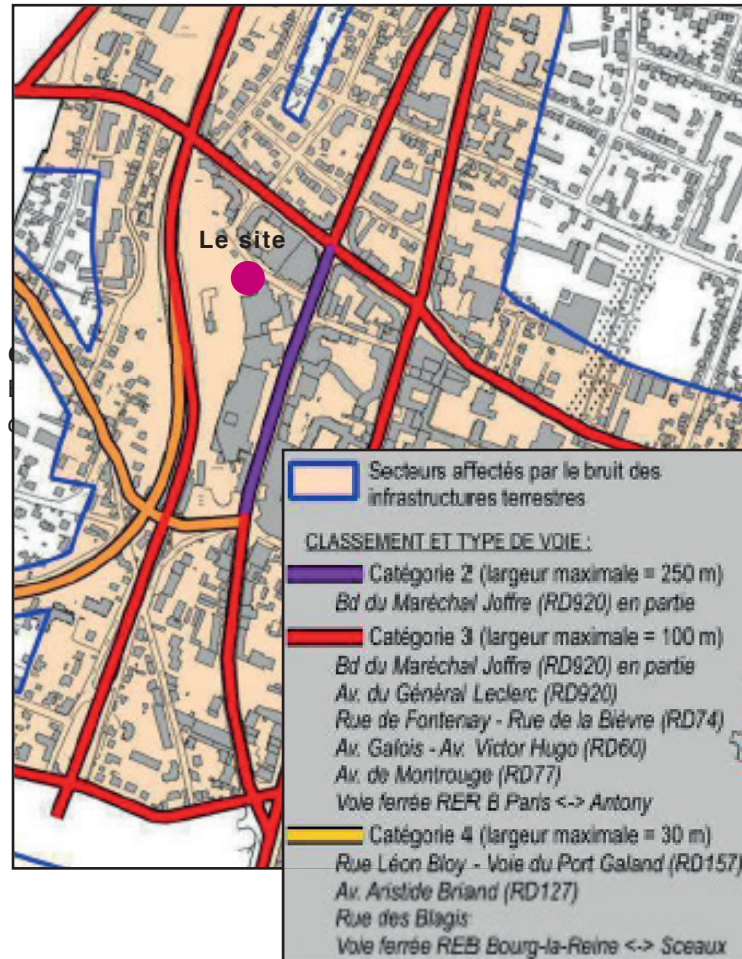 Le site
Secteurs affectés par le bruit des
infrastructures terrestres
CLASSEMENT ET TYPE DE VOIE :
Catégorie 2 (largeur maximale = 250 m)
Bd du Maréchal Joffre (RD920) en partie
Catégorie 3 (largeur maximale = 100 m)
Bd du Maréchal Joffre (RD920) en partie
Av. du Général Leclerc (RD920)
Rue de Fontenay - Rue de la Bièvre (RD74)
Av. Galois - Av. Victor Hugo (RD60)
Av. de Montrouge (RD77)
Voie ferrée RER B Paris <-> Antony
Catégorie 4 (largeur maximale = 30 m)
Rue Léon Bloy - Voie du Port Galand (RD157)
Av. Aristide Briand (RD127)
Rue des Blagis
Voie ferrée REB Bourg-la-Reine <-> Sceaux